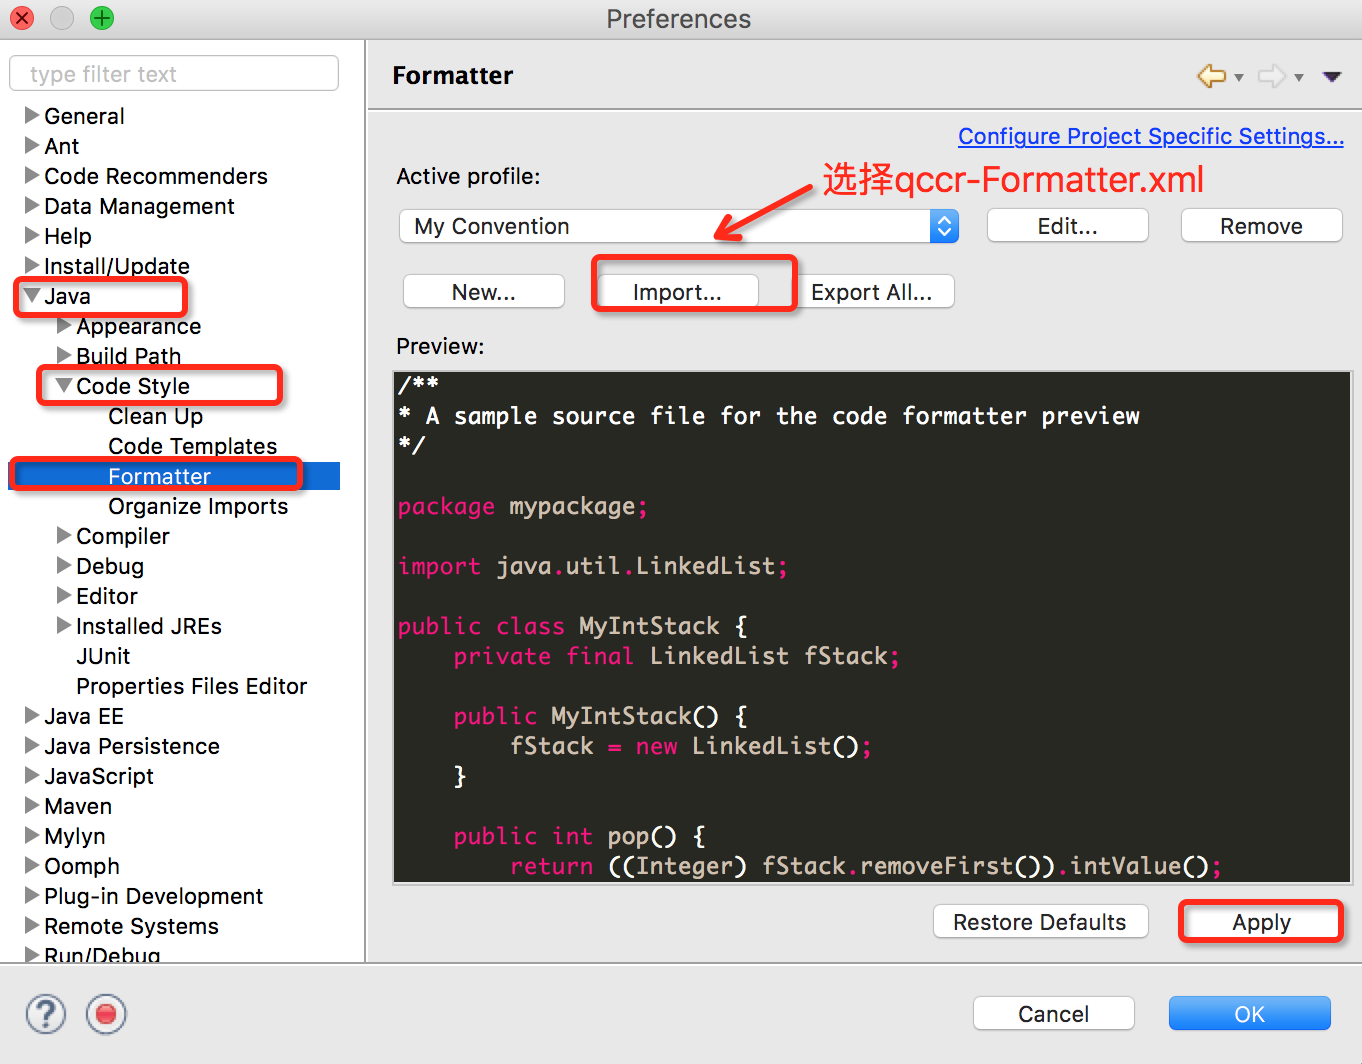 Preferences
type filter text
General
Ant
Code Recommenders
Data Management
Help
Install/Update
Java
Appearance
Build Path
Code Style
Clean Up
Code Templates
Formatter
Organize Imports
Compiler
Debug
Editor
Installed JREs
JUnit
Properties Files Editor
Java EE
Java Persistence
JavaScript
Maven
Mylyn
Oomph
Plug-in Development
Remote Systems
Run/Debug
Formatter
Configure Project Specific Settings...
Active profile:
选择qccr-Formatter.xml
My Convention
Edit...
Remove
New...
Import...
Export All...
Preview:
/**
* A sample source file for the code formatter preview
*/
package mypackage;
import java.util.LinkedList;
public class MyIntStack {
private final LinkedList fStack;
public MyIntStack() {
fStack = new LinkedList();
}
public int pop() {
return ((Integer) fStack.removeFirst()).intValue();
Restore Defaults
Apply
?
Cancel
OK